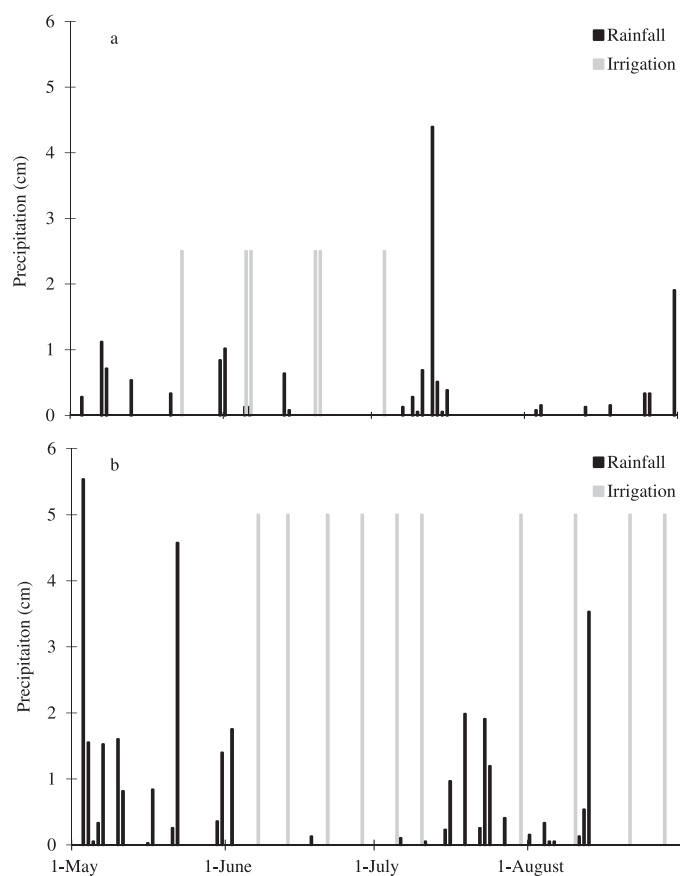 a
Rainfall
Irrigation
Precipitation (cm)
6
5
4
3
2
1
0
b
Rainfall
Irrigation
Precipitaiton (cm)
6
5
4
3
2
1
0
1-May
1-June
1-July
1-August